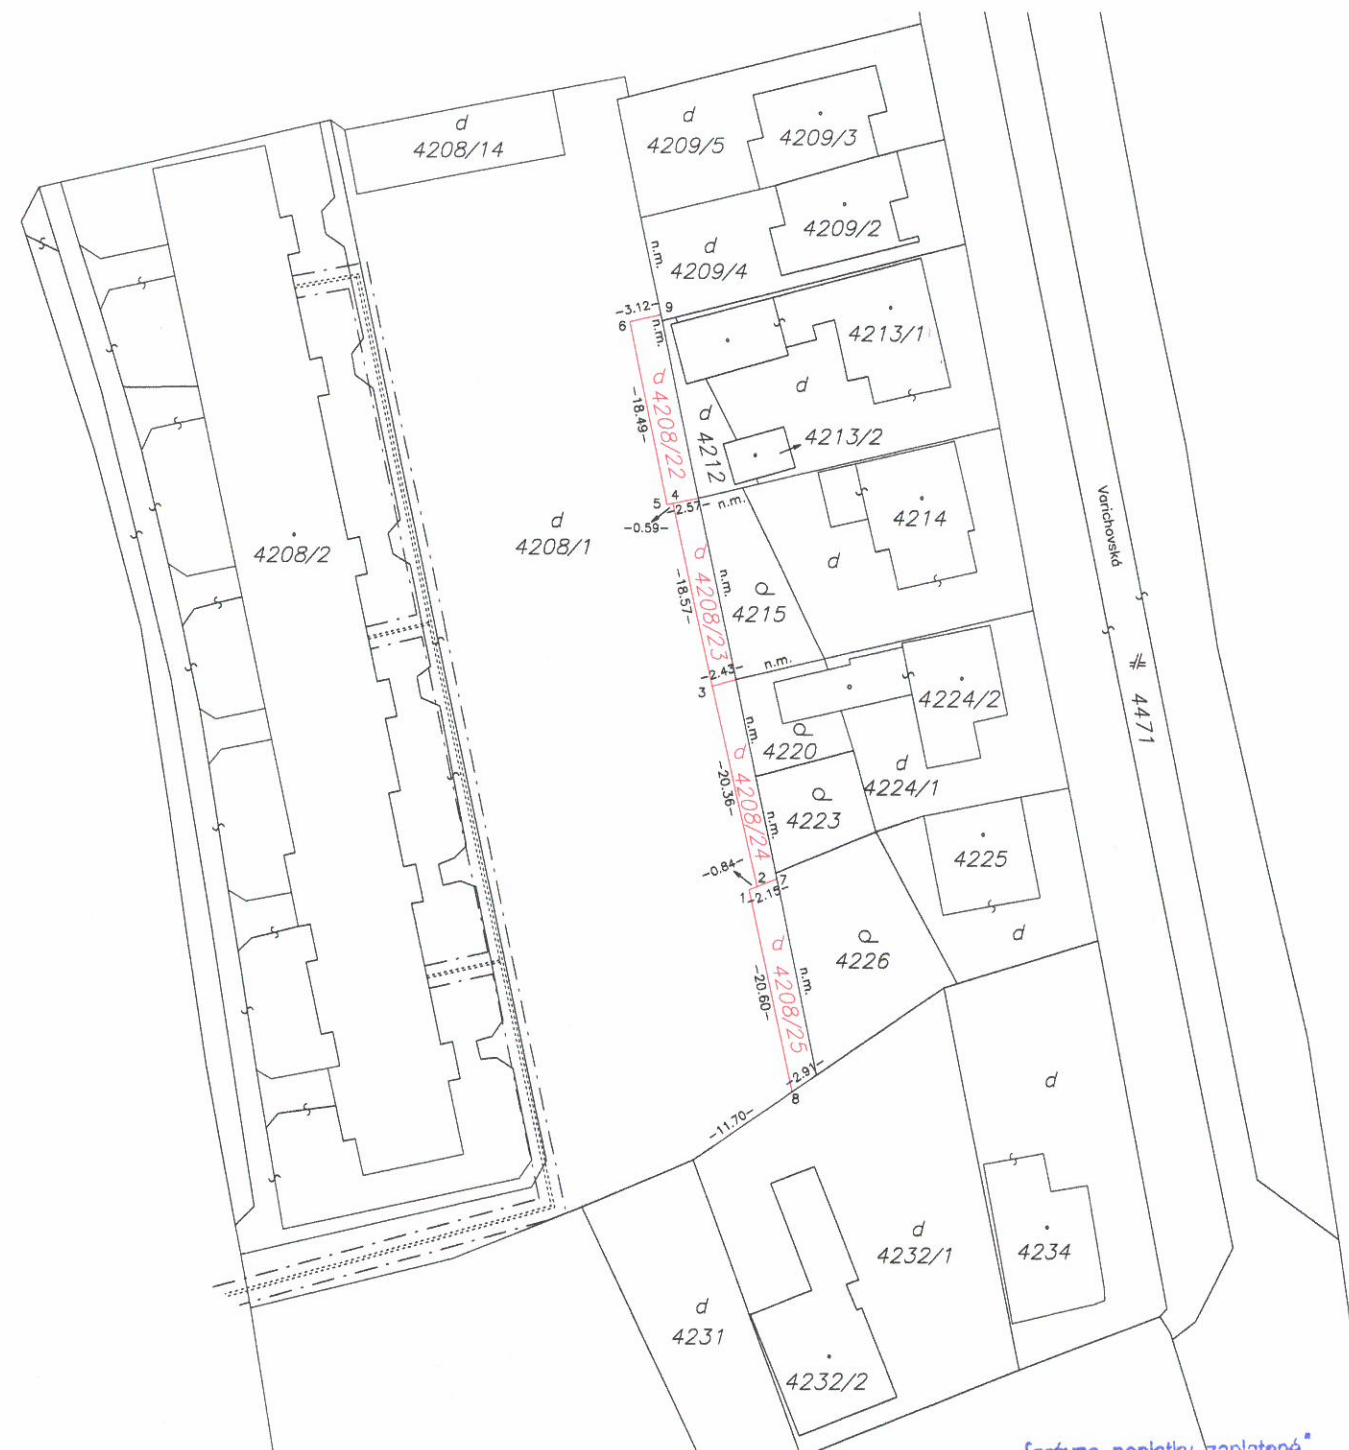 d
4208/14
d
4209/5
4209/3
4209/2
d
4209/4
n.m.
-3.12-
9
6
n.m.
4213/1
d
d 4208/22
-18.49-
d 4212
4213/2
5
4
-2.57-
n.m.
-0.59-
4214
d
4208/2
d
4208/1
d
4215
d 4208/23
n.m.
-18.57-
Varichovská
4471
-2.43-
n.m.
3
4224/2
n.m.
d
4220
d
4224/1
d 4208/24
-20.36-
d
4223
n.m.
4225
-0.84-
2
7
1
-2.15-
d
d
4226
d 4208/25
n.m.
-20.60-
-2.91-
8
-11.70-
d
d
4232/1
4234
d
4231
4232/2
poplatky zaplatené"